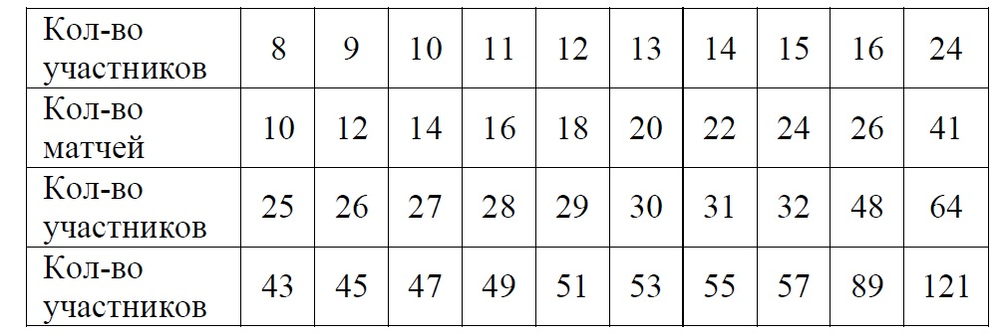 Кол-во
участников 8 9 10 11 12 13 14 15 16 24
Кол-во
матчей 10 12 14 16 18 20 22 24 26 41
Кол-во
участников 25 26 27 28 29 30 31 32 48 64
Кол-во
участников 43 45 47 49 51 53 55 57 89 121